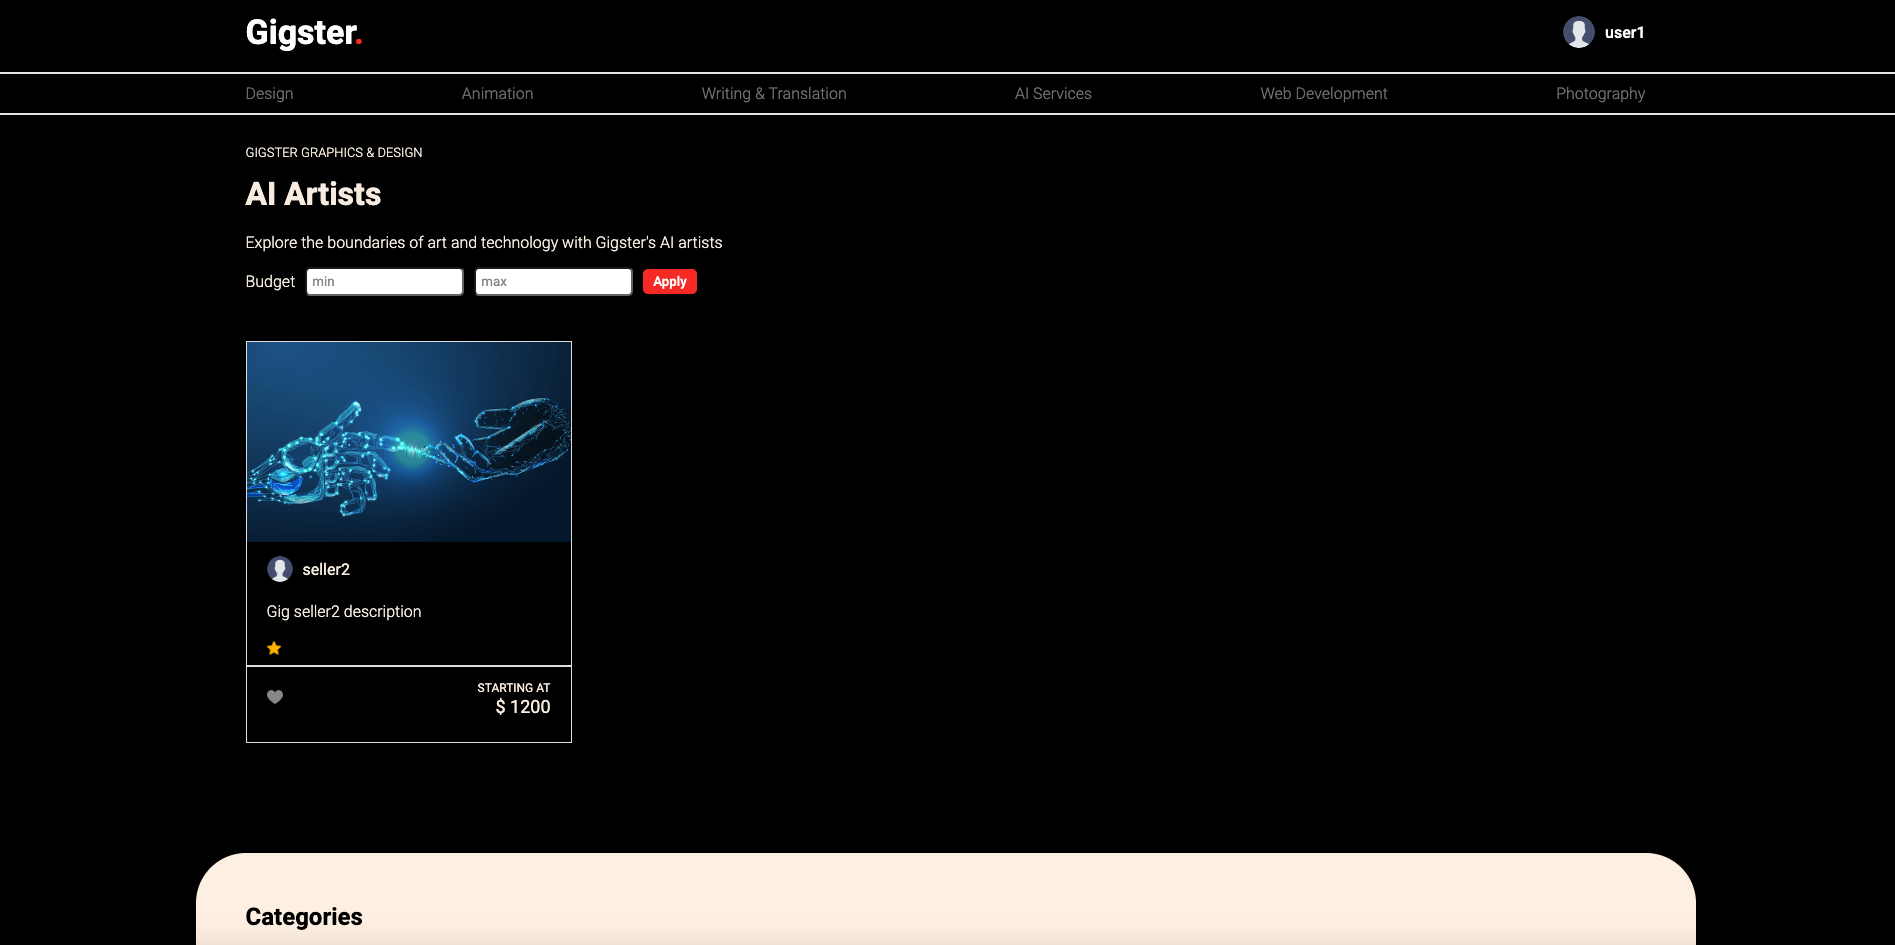 Gigster.
user1
Design
Animation
Writing & Translation
AI Services
Web Development
Photography
GIGSTER GRAPHICS & DESIGN
AI Artists
Explore the boundaries of art and technology with Gigster's AI artists
Budget
min
max
Apply
seller2
Gig seller2 description
STARTING AT
$ 1200
Categories